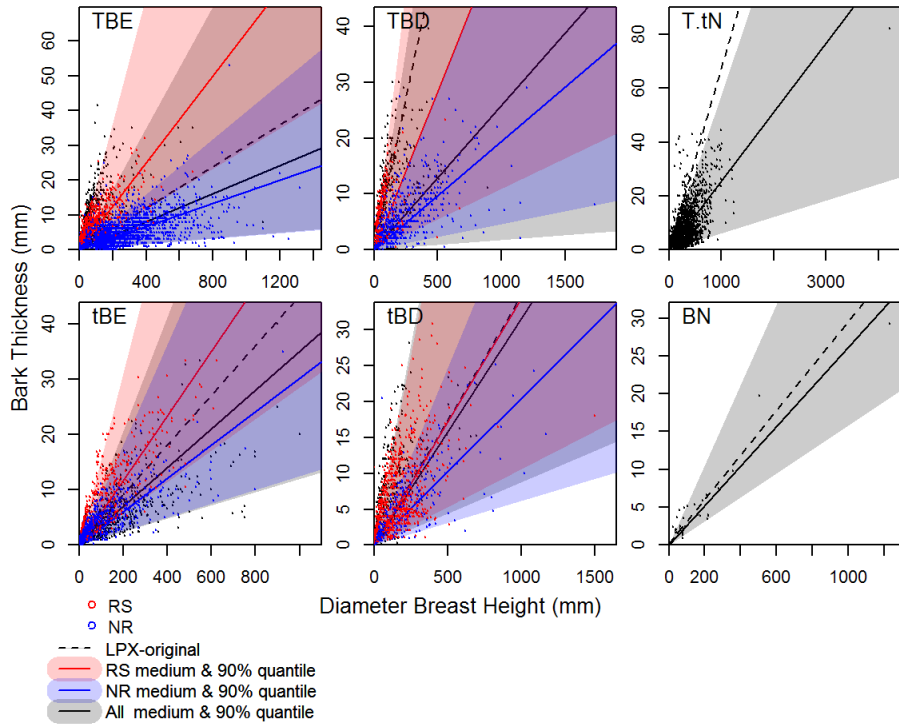 TBE
TBD
T.tN
0 10 20 30 40 50 60
0 400 800 1200
0 10 20 30 40
0 500 1000 1500
0 20 40 60 80
0 1000 3000
Bark Thickness (mm)
tBE
tBD
BN
0 10 20 30 40
0 200 400 600 800
0 5 10 15 20 25 30
0 500 1000 1500
0 5 10 15 20 25 30
0 200 600 1200
Diameter Breast Height (mm)
RS
NR
LPX-original
RS medium & 90% quantile
NR medium & 90% quantile
All medium & 90% quantile